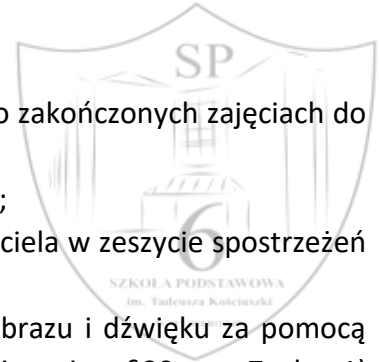 SP
o zakończonych zajęciach do
;
ciela w zeszycie spostrzeżeń
6
SZKOŁA PODSTAWOWA
im. Tadeusza Kościuszki
brazu i dźwięku za pomocą